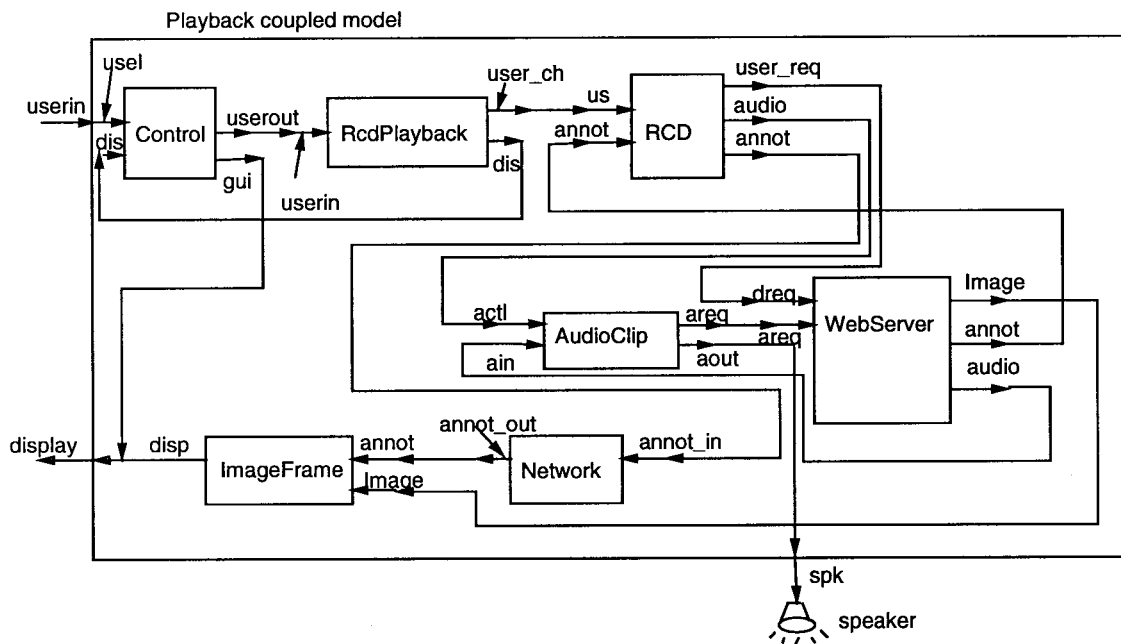 Playback coupled model
usel
user_ch
user_req
userin
us
audio
Control
userout
RcdPlayback
annot
RCD
annot
dis
dis
gui
userin
Image
dreq
actl
areq
WebServer
AudioClip
areq
annot
ain
aout
audio
display
disp
annot
annot_out
annot_in
ImageFrame
Network
Image
spk
speaker